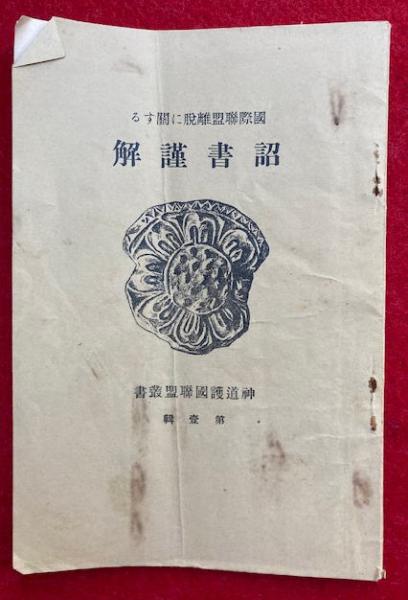 國際聯盟離脫に關する
詔書謹解
神道護國聯盟叢書
第壹輯